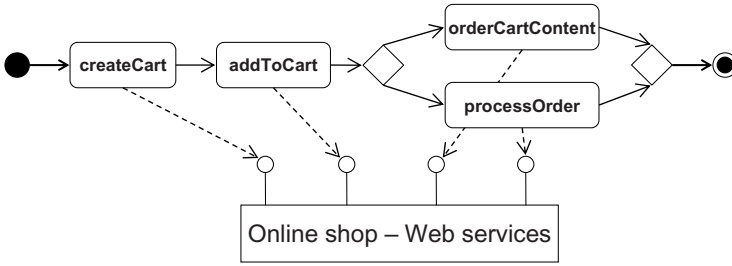 orderCartContent
createCart
addToCart
processOrder
Online shop – Web services